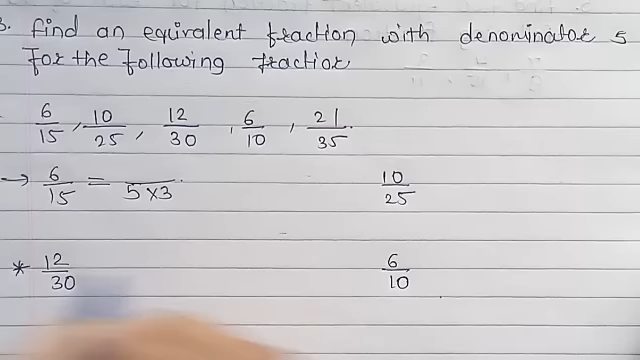 3. find an equivalent fraction with denominator 5
for the following fraction
6/15, 10/25, 12/30, 6/10, 21/35.
→ 6/15 = /5×3 10/25
* 12/30 6/10